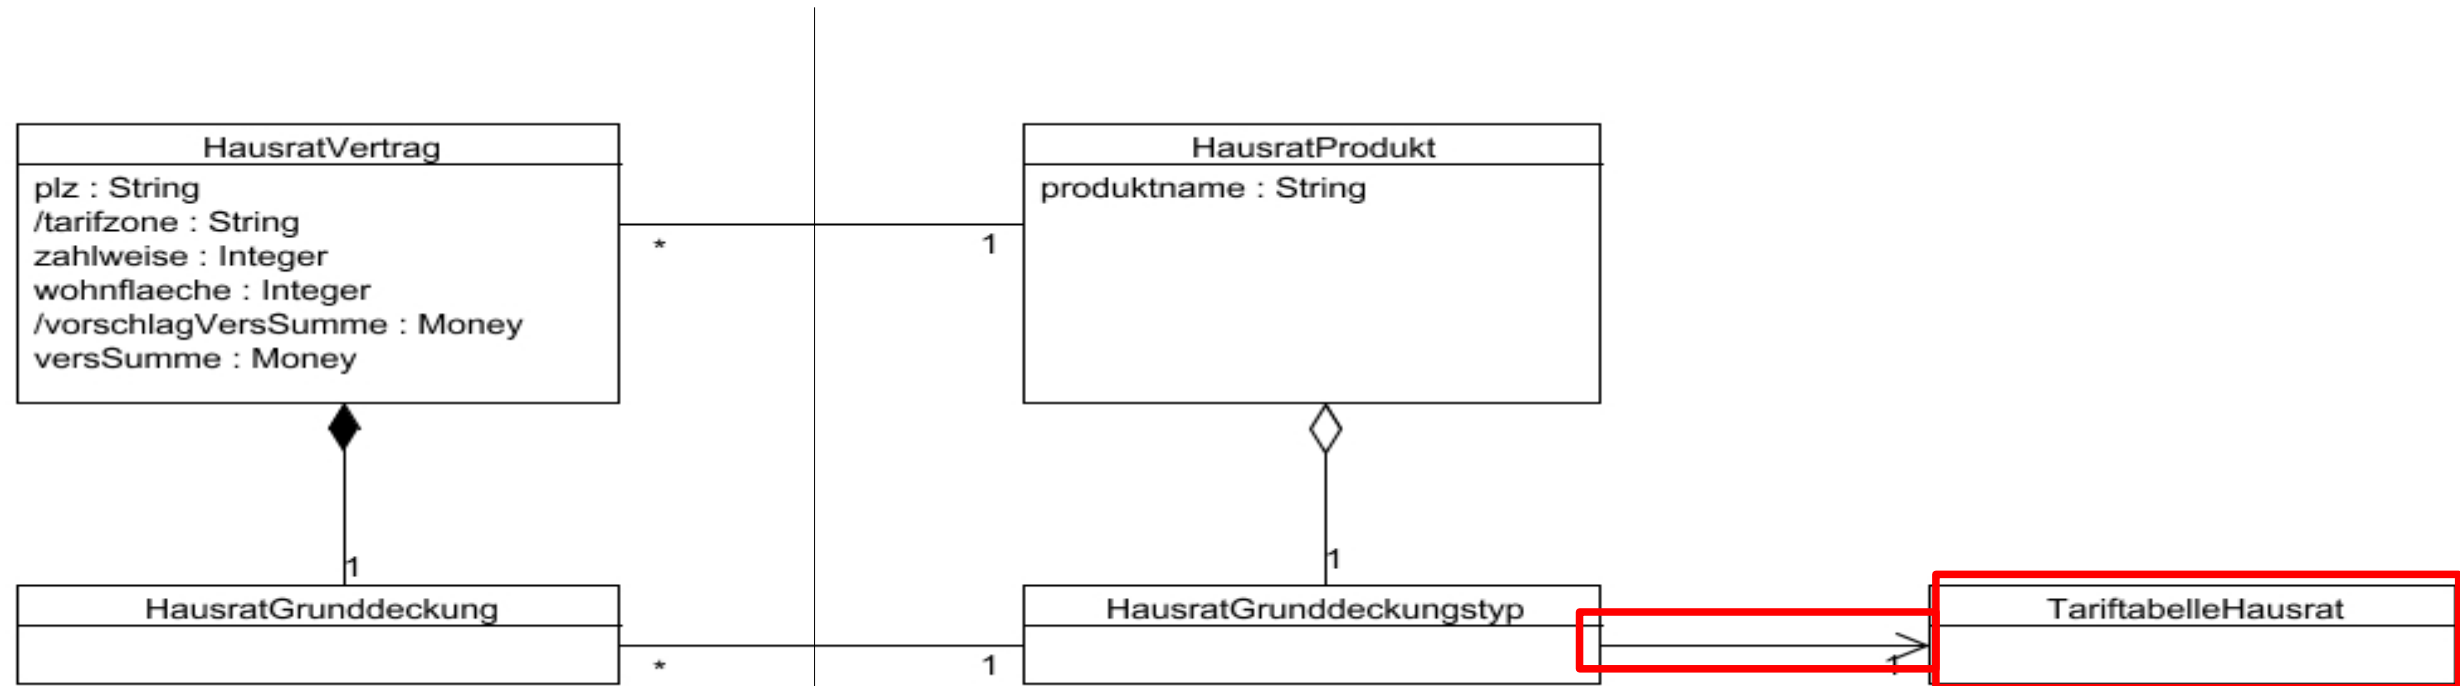 HausratVertrag
plz : String
/tarifzone : String
zahlweise : Integer
wohnflaeche : Integer
/vorschlagVersSumme : Money
versSumme : Money
*
1
HausratProdukt
produktname : String
1
1
HausratGrunddeckung
*
1
HausratGrunddeckungstyp
1
TariftabelleHausrat